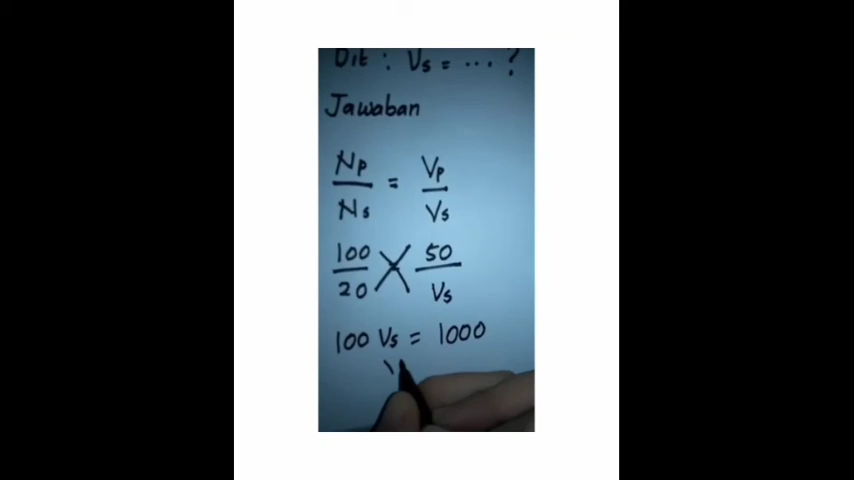 Dit : Vs = ... ?
Jawaban
Np/Ns = Vp/Vs
100/20 X 50/Vs
100 Vs = 1000
V